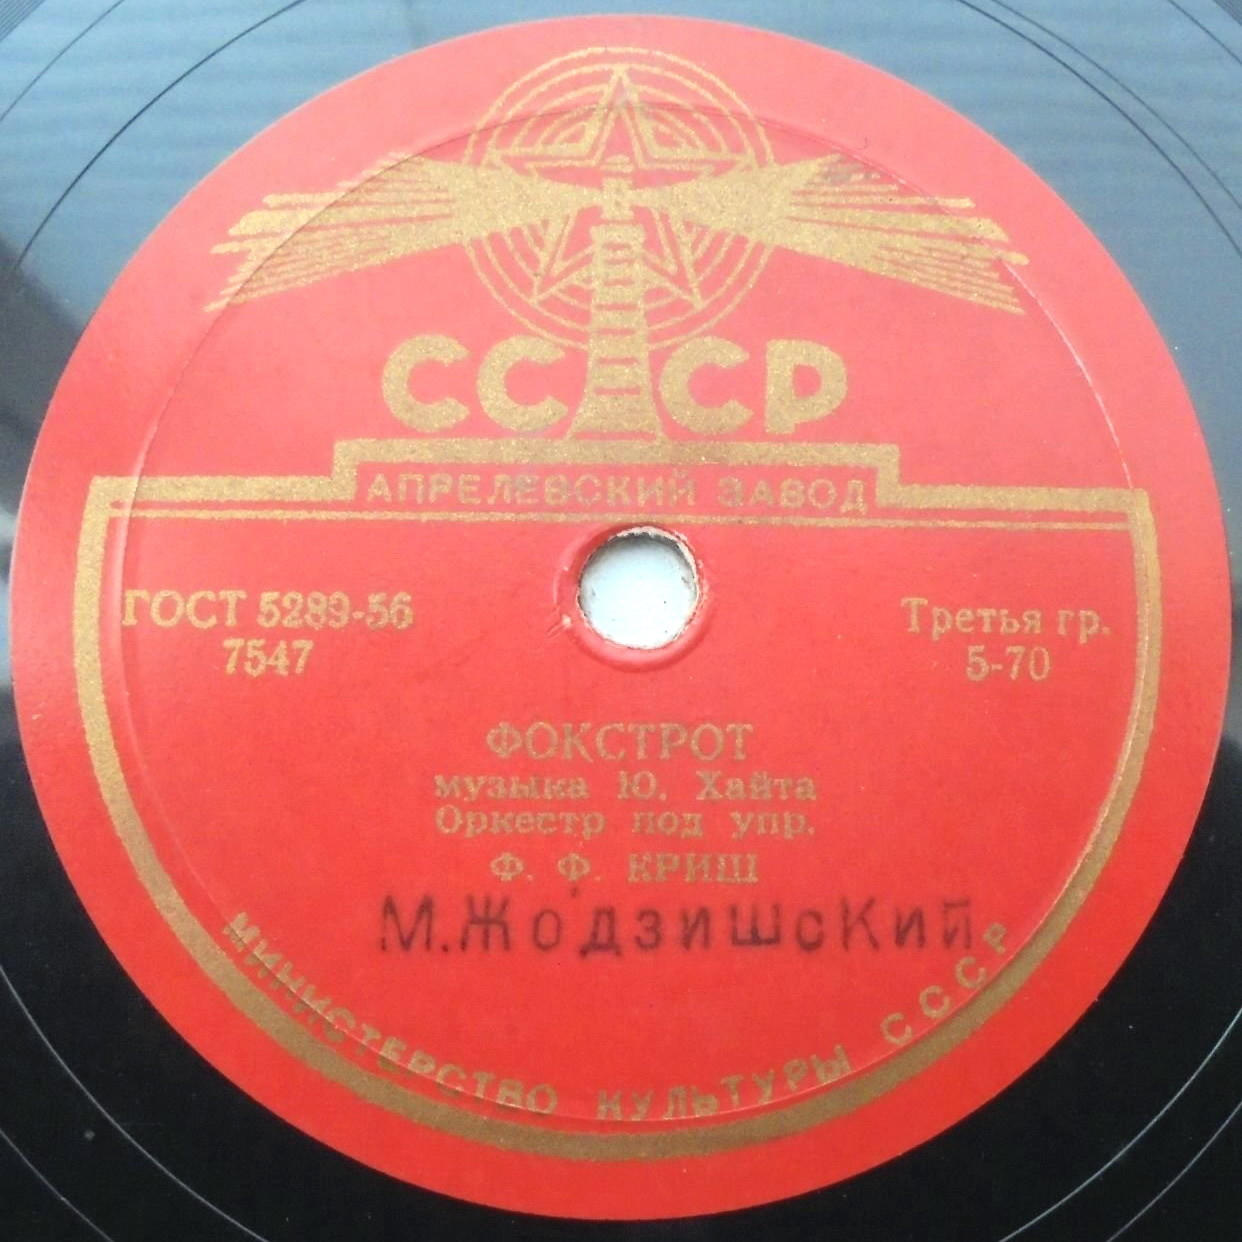 СССР
АПРЕЛЕВСКИЙ ЗАВОД
ГОСТ 5289-56
7547
Третья гр.
5-70
ФОКСТРОТ
музыка Ю. Хайта
Оркестр под упр.
Ф. Ф. КРИШ
М.ЖодзишсКий
МИНИСТЕРСТВО КУЛЬТУРЫ СССР